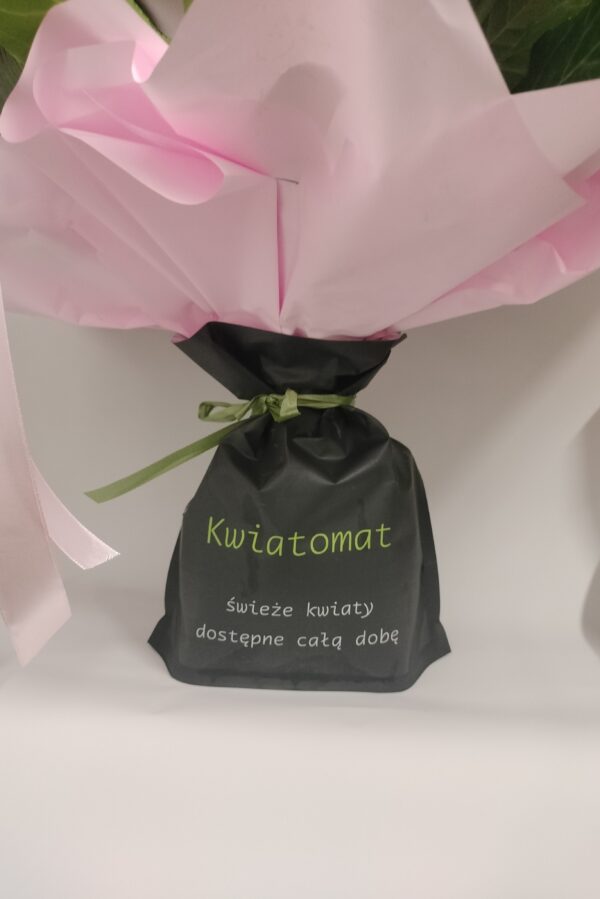 Kwiatomat
świeże kwiaty
dostępne całą dobę